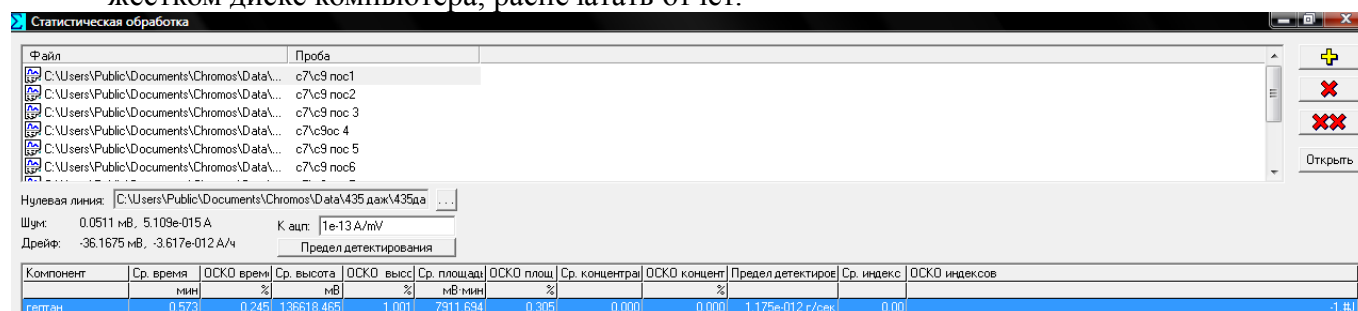 жестком диске компьютера, распечатать отчет.
Статистическая обработка
Файл Проба
C:\Users\Public\Documents\Chromos\Data\... c7\c9 пос1
C:\Users\Public\Documents\Chromos\Data\... c7\c9 пос2
C:\Users\Public\Documents\Chromos\Data\... c7\c9 пос 3
C:\Users\Public\Documents\Chromos\Data\... c7\c9ос 4
C:\Users\Public\Documents\Chromos\Data\... c7\c9 пос 5
C:\Users\Public\Documents\Chromos\Data\... c7\c9 пос6
Открыть
Нулевая линия: C:\Users\Public\Documents\Chromos\Data\435 даж\435да ...
Шум: 0.0511 мВ, 5.109e-015 А К ацп: 1e-13 A/mV
Дрейф: -36.1675 мВ, -3.617e-012 А/ч Предел детектирования
Компонент Ср. время ОСКО време Ср. высота ОСКО высс Ср. площадь ОСКО площ Ср. концентрац ОСКО концент Предел детектиров Ср. индекс ОСКО индексов
мин % мВ % мВ·мин % %
гептан 0.573 0.245 136618.465 1.001 7911.694 0.305 0.000 0.000 1.175e-012 г/сек 0.00 -1.#J